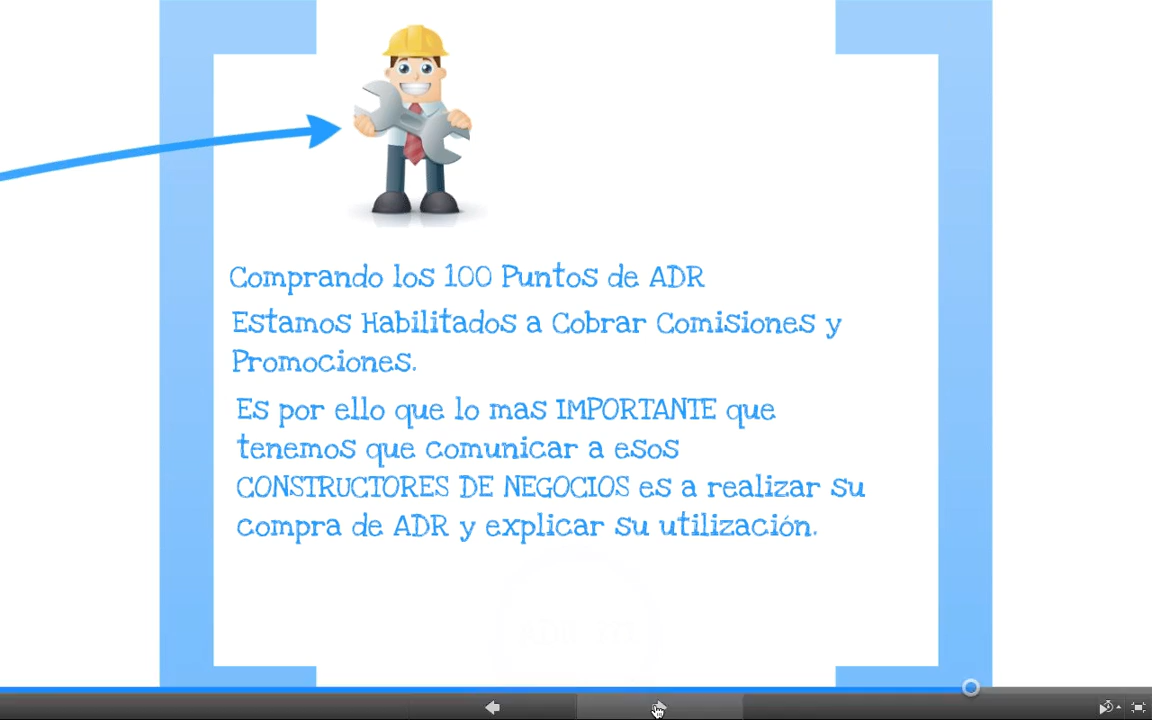 Comprando los 100 Puntos de ADR
Estamos Habilitados a Cobrar Comisiones y
Promociones.
Es por ello que lo mas IMPORTANTE que
tenemos que comunicar a esos
CONSTRUCTORES DE NEGOCIOS es a realizar su
compra de ADR y explicar su utilización.